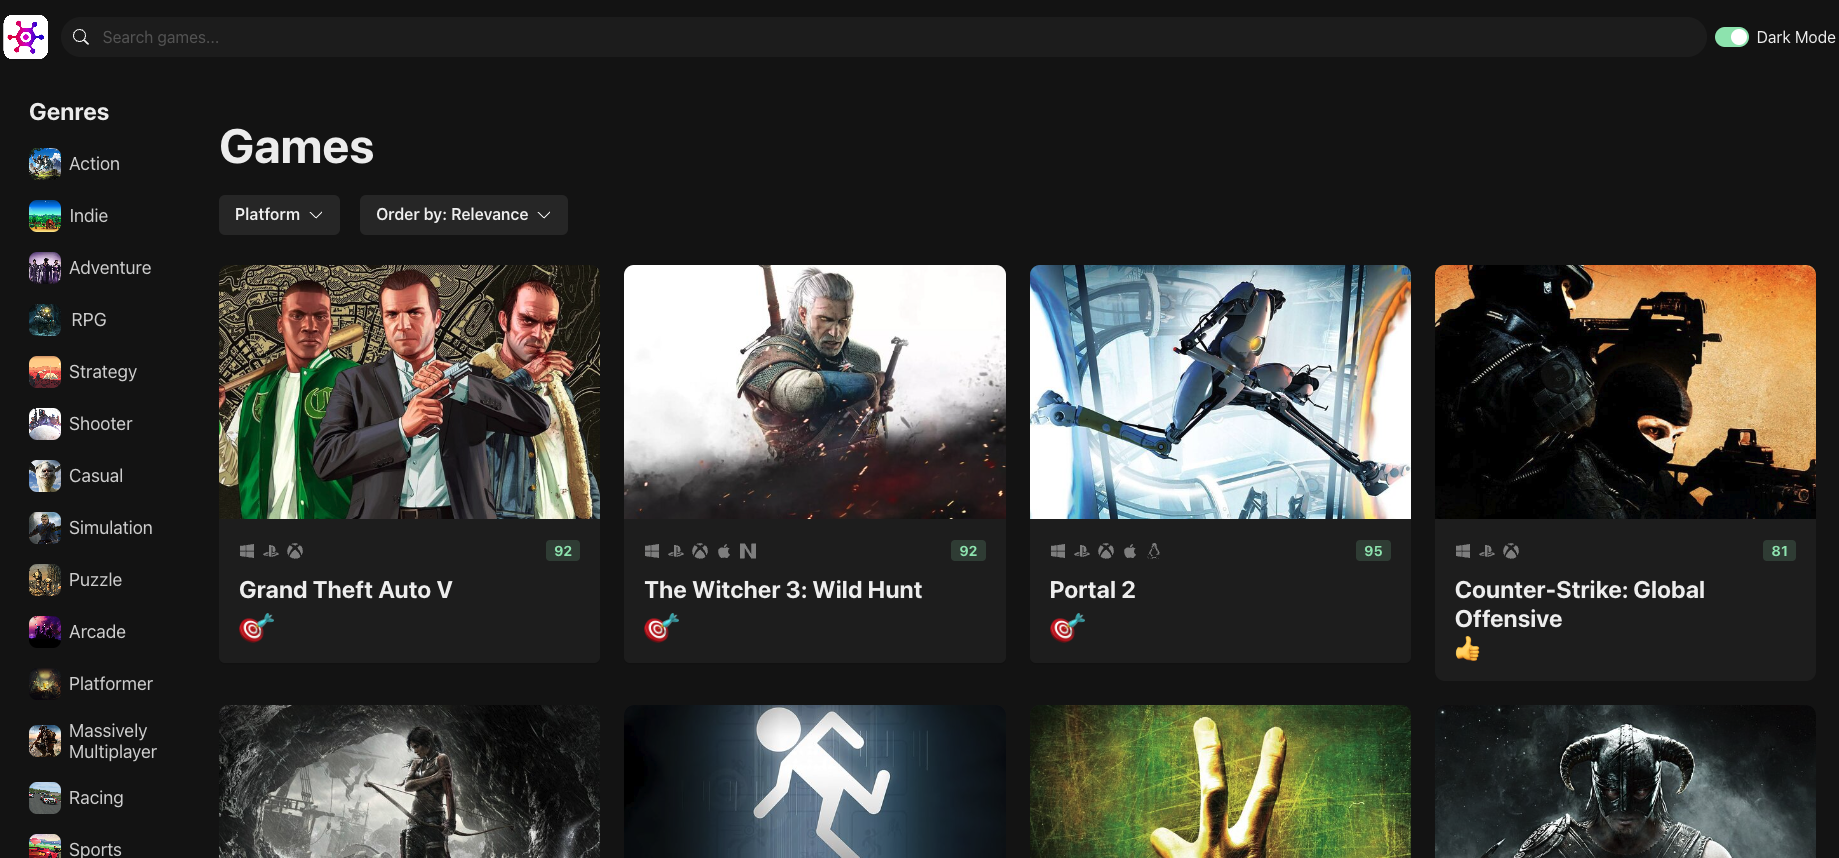 Search games...
Dark Mode
Genres
Action
Indie
Adventure
RPG
Strategy
Shooter
Casual
Simulation
Puzzle
Arcade
Platformer
Massively
Multiplayer
Racing
Sports
Games
Platform
Order by: Relevance
92
Grand Theft Auto V
92
The Witcher 3: Wild Hunt
95
Portal 2
81
Counter-Strike: Global
Offensive